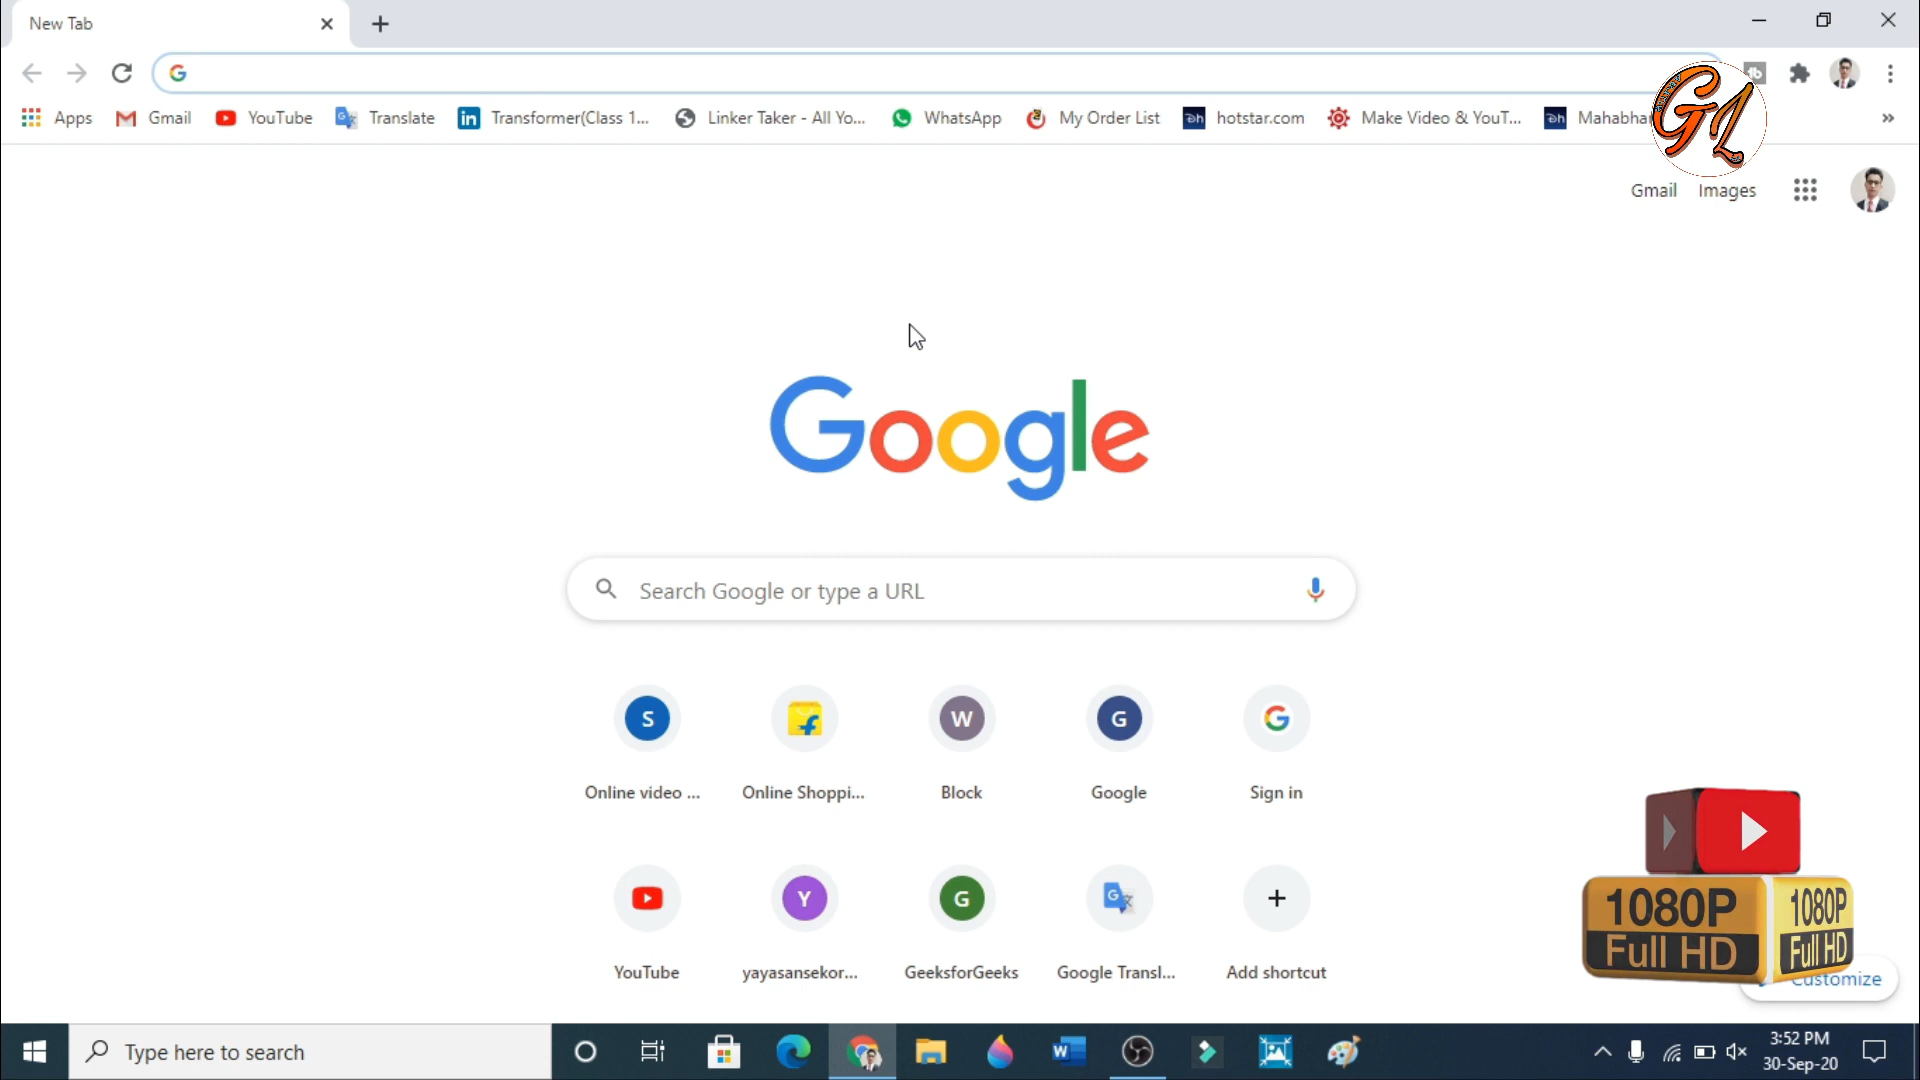 New Tab
Apps Gmail YouTube Translate Transformer(Class 1... Linker Taker - All Yo... WhatsApp My Order List hotstar.com Make Video & YouT... Mahabhar
GL
Gmail Images
Google
Search Google or type a URL
S W G
Online video ... Online Shoppi... Block Google Sign in
Y G G
YouTube yayasansekor... GeeksforGeeks Google Transl... Add shortcut
1080P 1080P
Full HD Full HD
Customize
Type here to search
3:52 PM
30-Sep-20